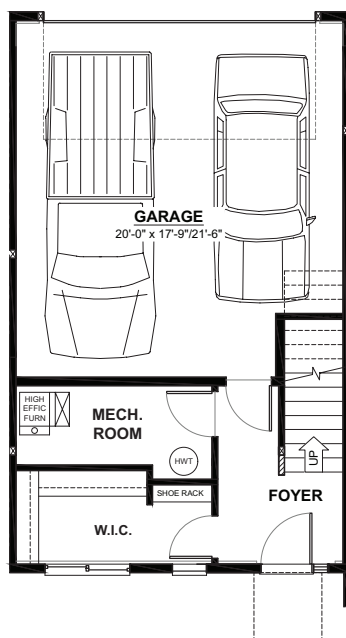 GARAGE
20'-0" x 17'-9"/21'-6"
HIGH
EFFIC
FURN
MECH.
ROOM
HWT
UP
SHOE RACK
FOYER
W.I.C.